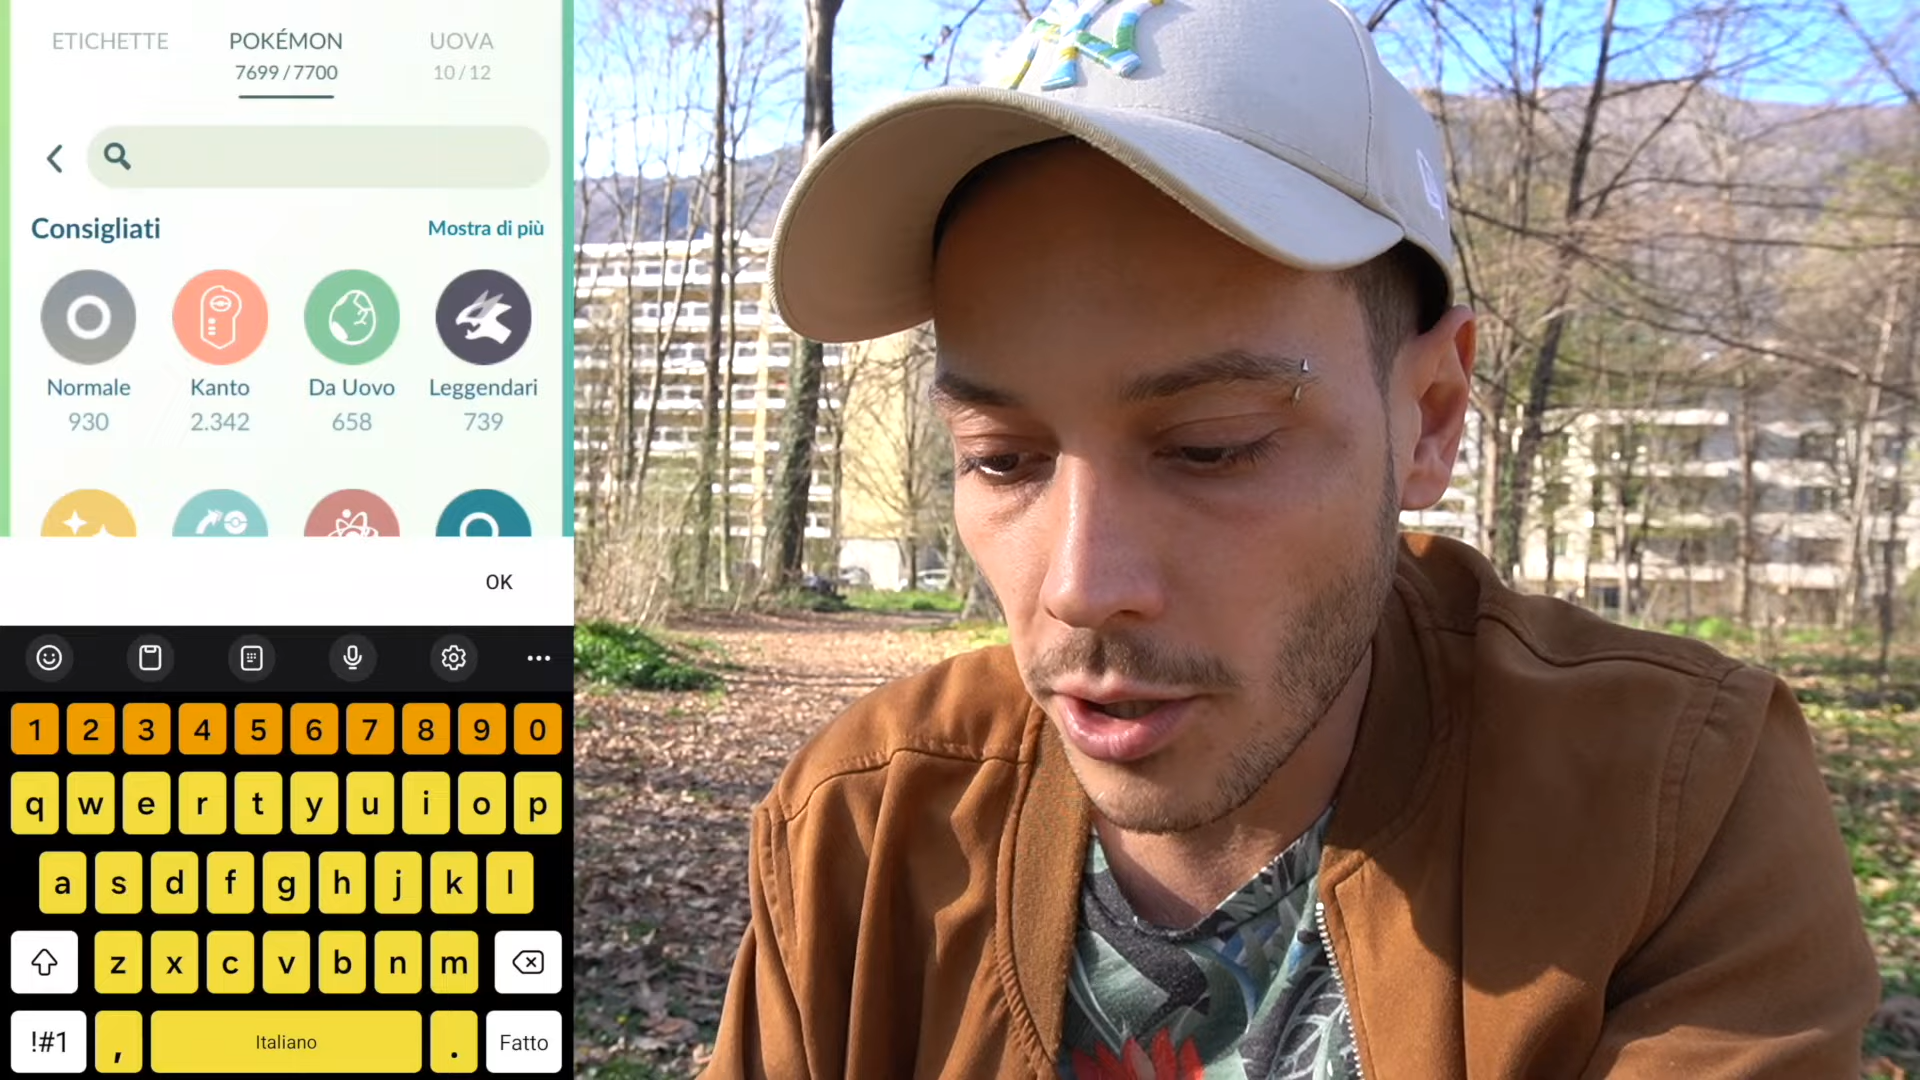 ETICHETTE POKÉMON UOVA
7699/7700 10/12
Consigliati Mostra di più
Normale Kanto Da Uovo Leggendari
930 2.342 658 739
OK
1 2 3 4 5 6 7 8 9 0
q w e r t y u i o p
a s d f g h j k l
z x c v b n m
!#1 , Italiano . Fatto